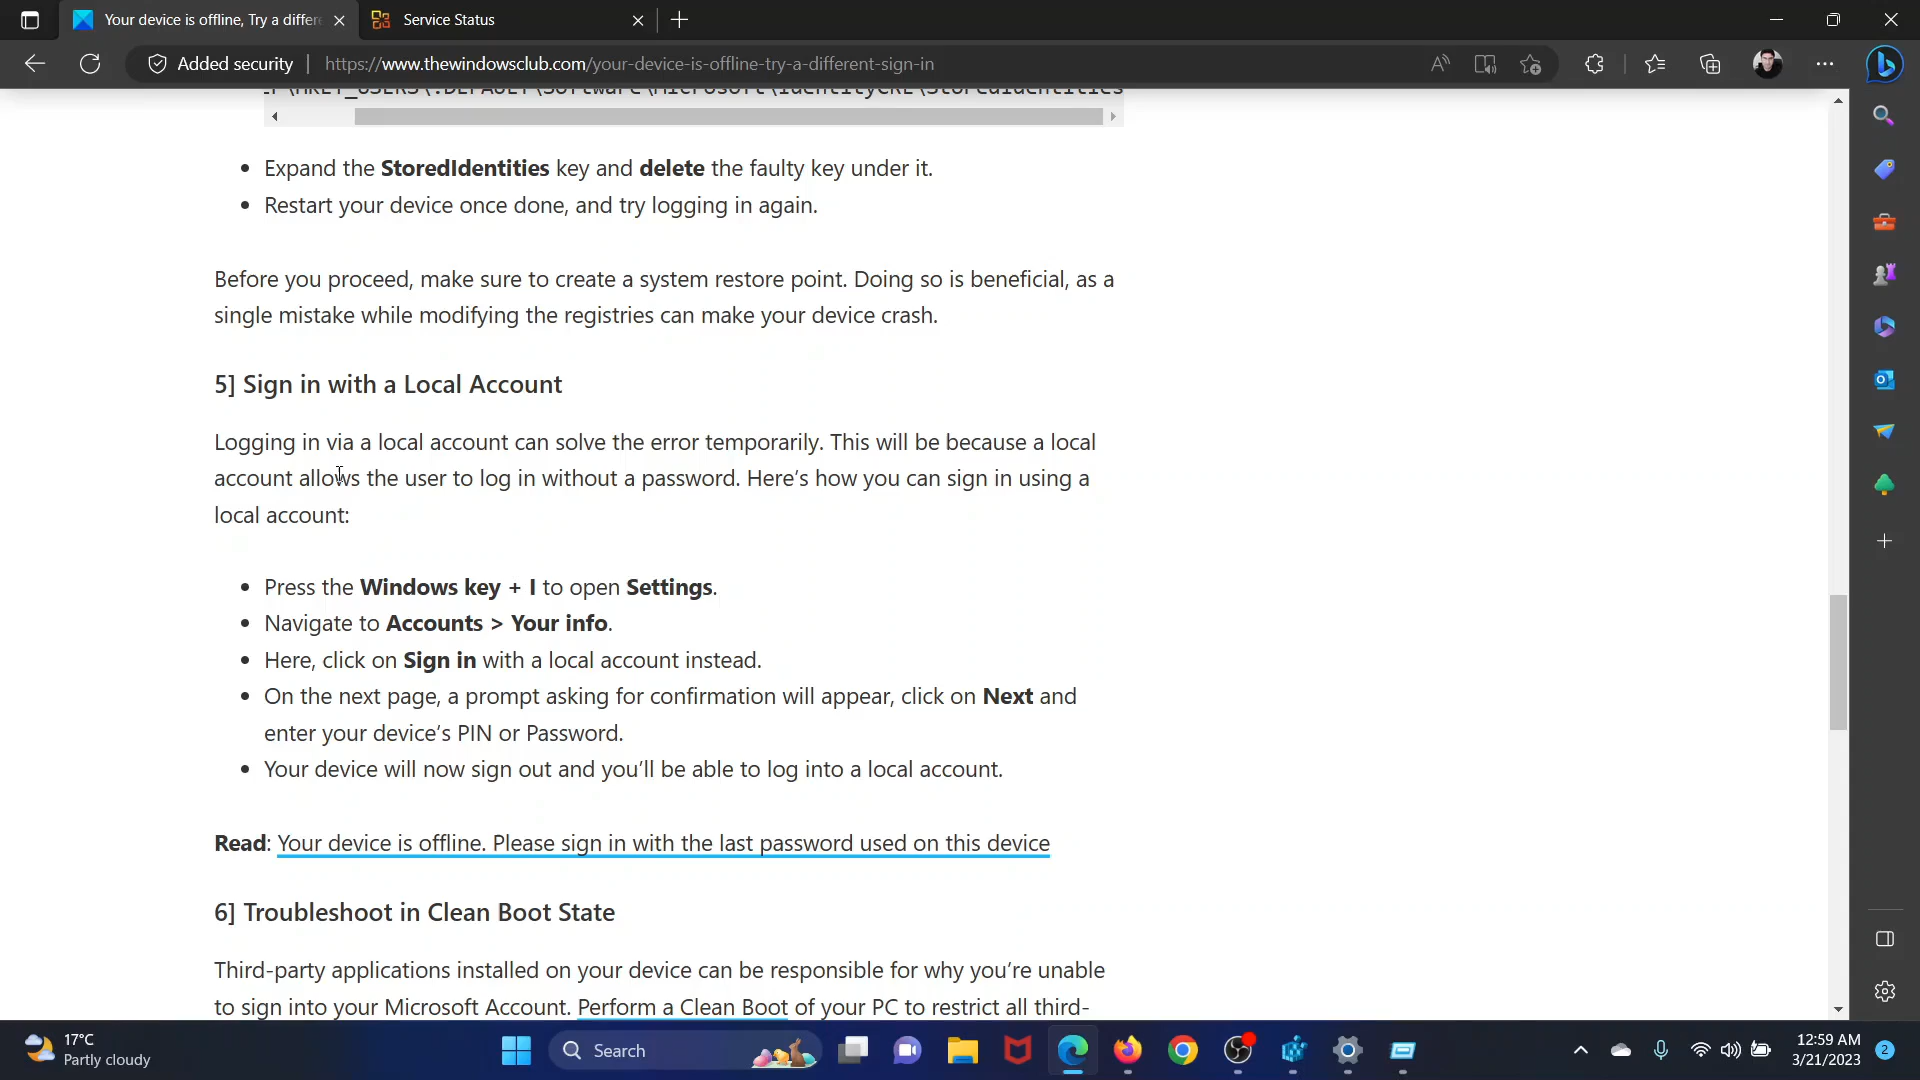 Your device is offline, Try a differe
Service Status
Added security
https://www.thewindowsclub.com/your-device-is-offline-try-a-different-sign-in
Expand the StoredIdentities key and delete the faulty key under it.
Restart your device once done, and try logging in again.
Before you proceed, make sure to create a system restore point. Doing so is beneficial, as a
single mistake while modifying the registries can make your device crash.
5] Sign in with a Local Account
Logging in via a local account can solve the error temporarily. This will be because a local
account allows the user to log in without a password. Here’s how you can sign in using a
local account:
Press the Windows key + I to open Settings.
Navigate to Accounts > Your info.
Here, click on Sign in with a local account instead.
On the next page, a prompt asking for confirmation will appear, click on Next and
enter your device’s PIN or Password.
Your device will now sign out and you’ll be able to log into a local account.
Read: Your device is offline. Please sign in with the last password used on this device
6] Troubleshoot in Clean Boot State
Third-party applications installed on your device can be responsible for why you’re unable
to sign into your Microsoft Account. Perform a Clean Boot of your PC to restrict all third-
17°C
Partly cloudy
Search
12:59 AM
3/21/2023
2